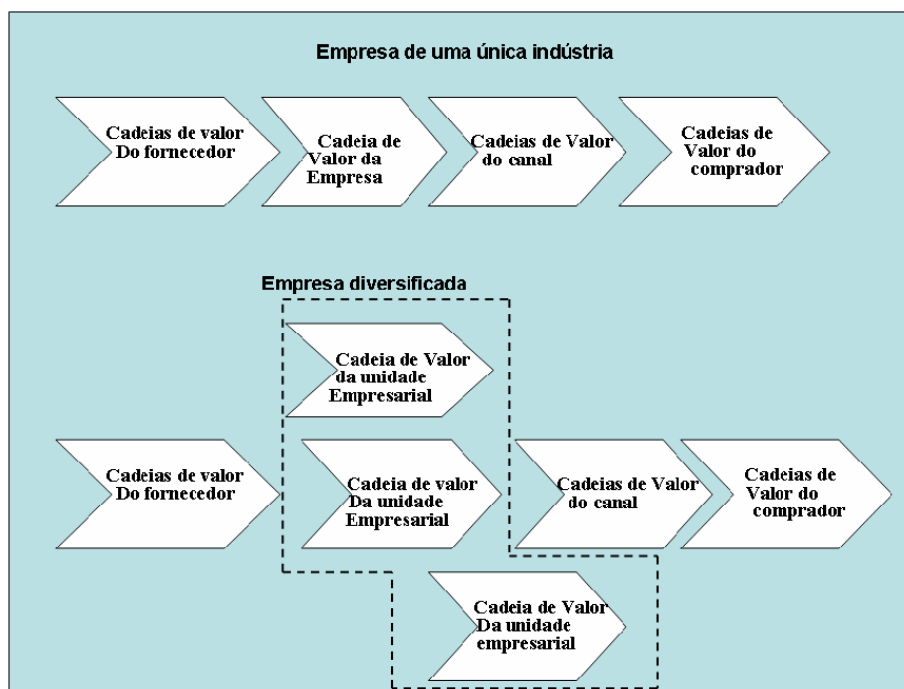 Empresa de uma única indústria
Cadeias de valor
Do fornecedor
Cadeia de
Valor da
Empresa
Cadeias de Valor
do canal
Cadeias de
Valor do
comprador
Empresa diversificada
Cadeia de Valor
da unidade
Empresarial
Cadeias de valor
Do fornecedor
Cadeia de valor
Da unidade
Empresarial
Cadeias de Valor
do canal
Cadeias de
Valor do
comprador
Cadeia de Valor
Da unidade
empresarial